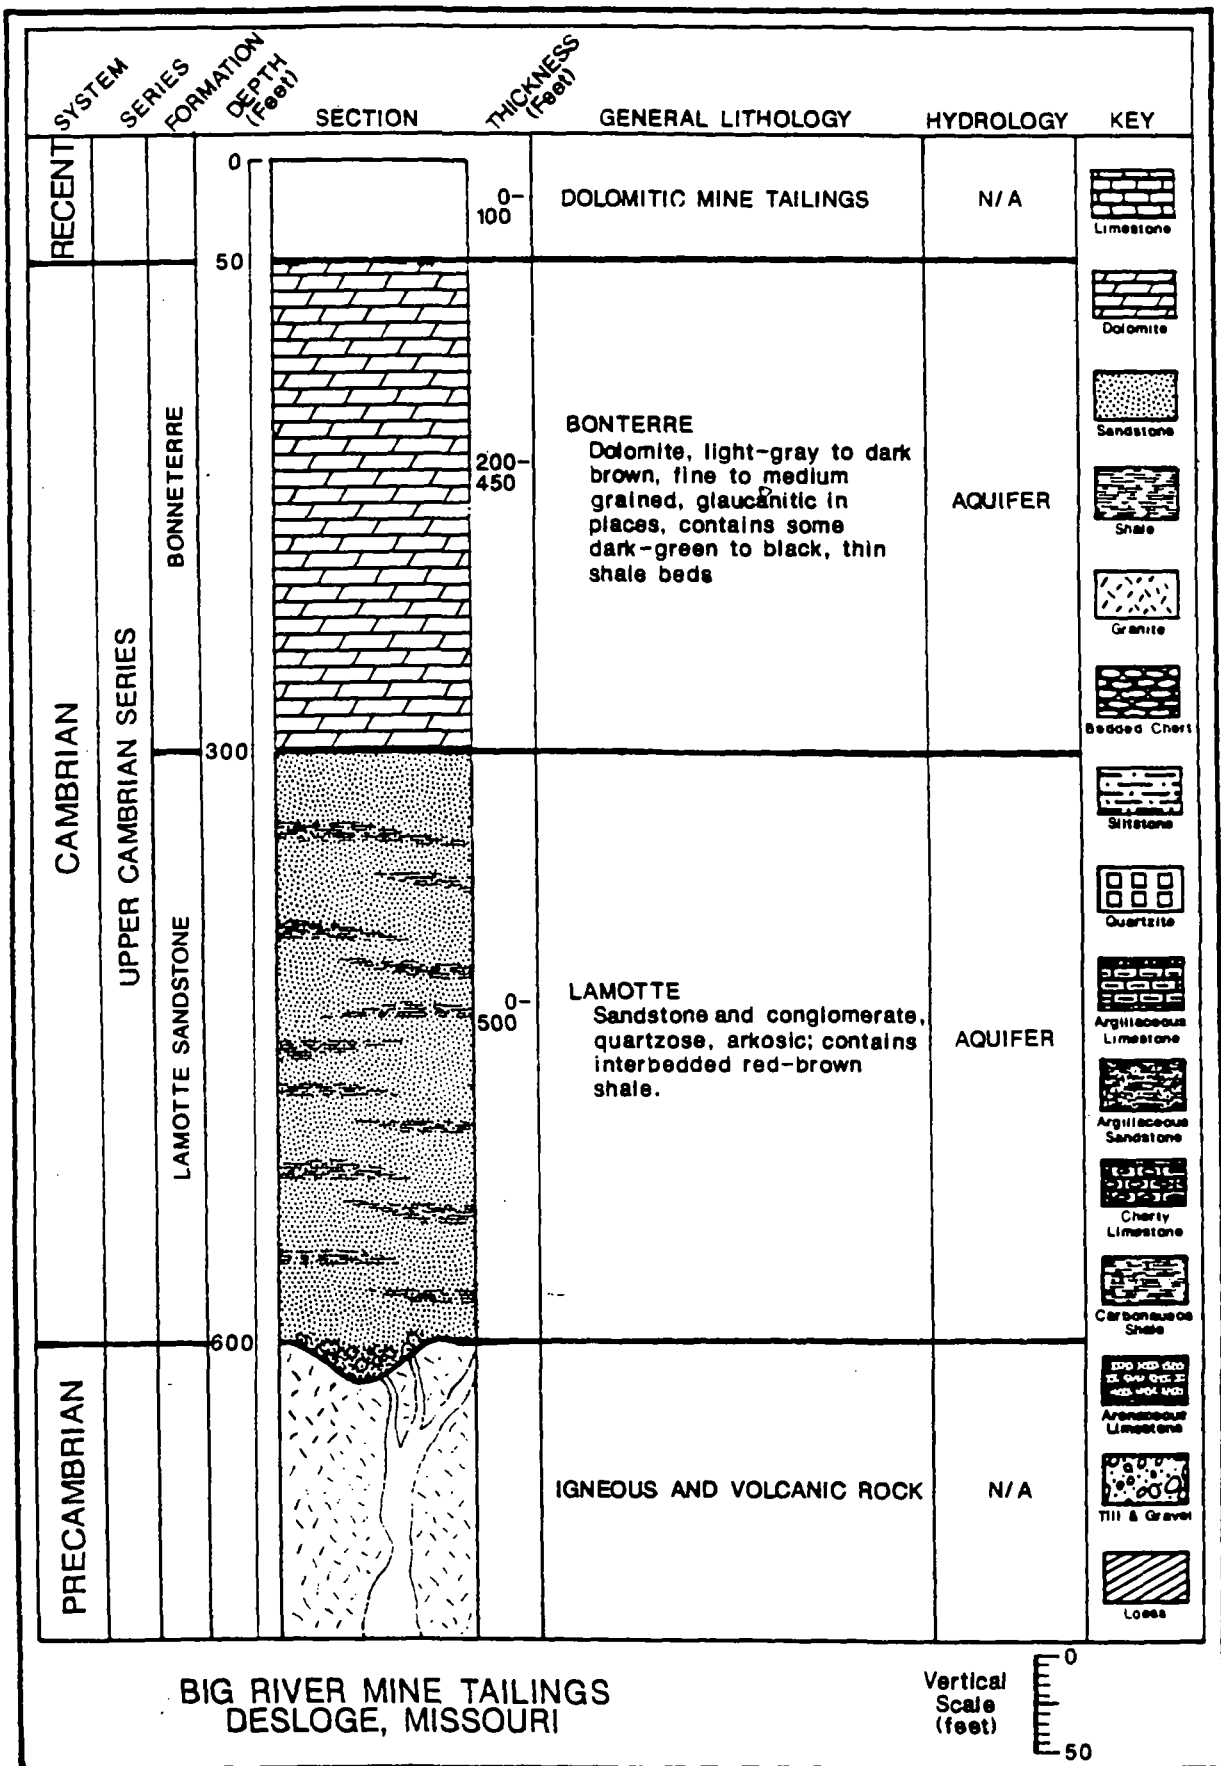 SYSTEM
SERIES
FORMATION
DEPTH
(Feet)
SECTION
THICKNESS
(Feet)
GENERAL LITHOLOGY
HYDROLOGY
KEY
RECENT
0
0-
100
DOLOMITIC MINE TAILINGS
N/A
50
CAMBRIAN
UPPER CAMBRIAN SERIES
BONNETERRE
200-
450
BONTERRE
Dolomite, light-gray to dark
brown, fine to medium
grained, glaucanitic in
places, contains some
dark-green to black, thin
shale beds
AQUIFER
300
LAMOTTE SANDSTONE
0-
500
LAMOTTE
Sandstone and conglomerate,
quartzose, arkosic; contains
interbedded red-brown
shale.
AQUIFER
600
PRECAMBRIAN
IGNEOUS AND VOLCANIC ROCK
N/A
Limestone
Dolomite
Sandstone
Shale
Granite
Bedded Chert
Siltstone
Quartzite
Argillaceous
Limestone
Argillaceous
Sandstone
Cherty
Limestone
Carbonaueos
Shale
Arenaceous
Limestone
Till & Gravel
Loess
BIG RIVER MINE TAILINGS
DESLOGE, MISSOURI
Vertical
Scale
(feet)
0
50